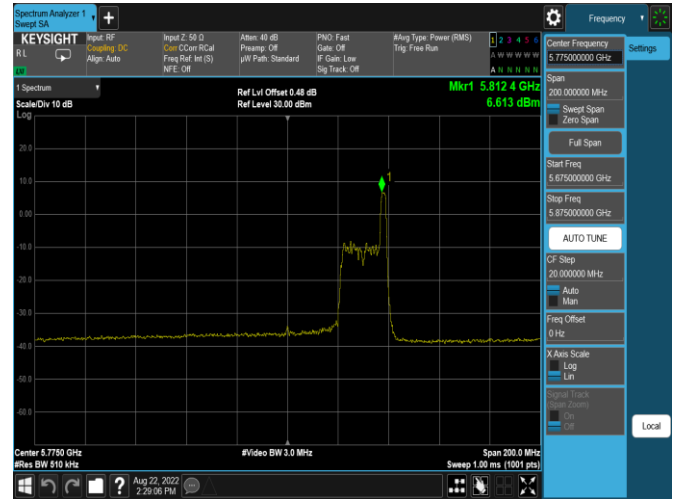 Spectrum Analyzer 1
Swept SA
+
Frequency
KEYSIGHT
RL
Input: RF
Coupling: DC
Align: Auto
Input Z: 50 Ω
Corr CCorr RCal
Freq Ref: Int (S)
NFE: Off
Atten: 40 dB
Preamp: Off
µW Path: Standard
PNO: Fast
Gate: Off
IF Gain: Low
Sig Track: Off
#Avg Type: Power (RMS)
Trig: Free Run
1 2 3 4 5 6
A W W W W W
A N N N N N
1 Spectrum
Scale/Div 10 dB
Log
Ref Lvl Offset 0.48 dB
Ref Level 30.00 dBm
Mkr1 5.812 4 GHz
6.613 dBm
20.0
10.0
0.00
-10.0
-20.0
-30.0
-40.0
-50.0
-60.0
1
Center 5.7750 GHz
#Res BW 510 kHz
#Video BW 3.0 MHz
Span 200.0 MHz
Sweep 1.00 ms (1001 pts)
Center Frequency
5.775000000 GHz
Span
200.000000 MHz
Swept Span
Zero Span
Full Span
Start Freq
5.675000000 GHz
Stop Freq
5.875000000 GHz
AUTO TUNE
CF Step
20.000000 MHz
Auto
Man
Freq Offset
0 Hz
X Axis Scale
Log
Lin
Signal Track
(Span Zoom)
On
Off
Settings
Local
?
Aug 22, 2022
2:29:06 PM